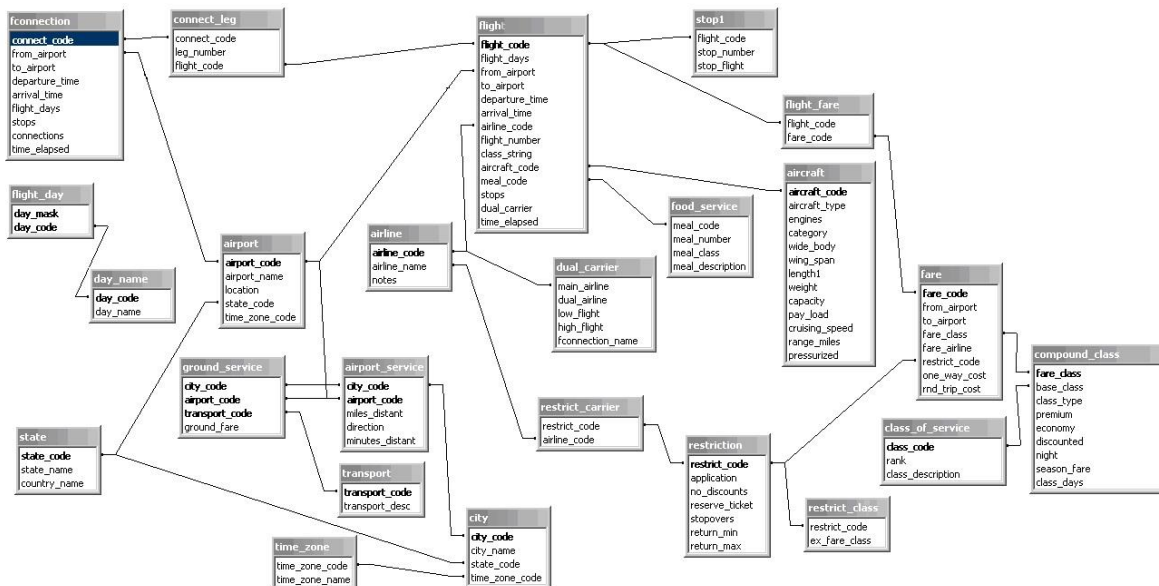 fconnection
connect_code
from_airport
to_airport
departure_time
arrival_time
flight_days
stops
connections
time_elapsed
connect_leg
connect_code
leg_number
flight_code
flight
flight_code
flight_days
from_airport
to_airport
departure_time
arrival_time
airline_code
flight_number
class_string
aircraft_code
meal_code
stops
dual_carrier
time_elapsed
stop1
flight_code
stop_number
stop_flight
flight_fare
flight_code
fare_code
flight_day
day_mask
day_code
day_name
day_code
day_name
airport
airport_code
airport_name
location
state_code
time_zone_code
airline
airline_code
airline_name
notes
food_service
meal_code
meal_number
meal_class
meal_description
dual_carrier
main_airline
dual_airline
low_flight
high_flight
fconnection_name
aircraft
aircraft_code
aircraft_type
engines
category
wide_body
wing_span
length1
weight
capacity
pay_load
cruising_speed
range_miles
pressurized
fare
fare_code
from_airport
to_airport
fare_class
fare_airline
restrict_code
one_way_cost
rnd_trip_cost
compound_class
fare_class
base_class
class_type
premium
economy
discounted
night
season_fare
class_days
ground_service
city_code
airport_code
transport_code
ground_fare
airport_service
city_code
airport_code
miles_distant
direction
minutes_distant
state
state_code
state_name
country_name
transport
transport_code
transport_desc
restrict_carrier
restrict_code
airline_code
restriction
restrict_code
application
no_discounts
reserve_ticket
stopovers
return_min
return_max
class_of_service
class_code
rank
class_description
restrict_class
restrict_code
ex_fare_class
time_zone
time_zone_code
time_zone_name
city
city_code
city_name
state_code
time_zone_code